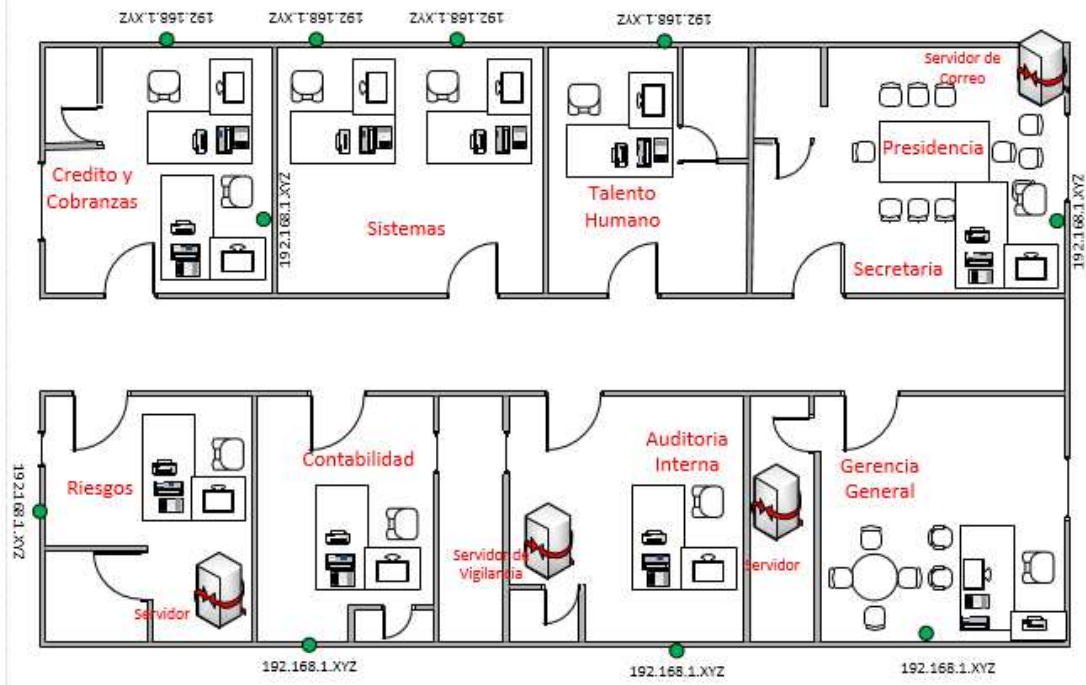 192.168.1.XYZ
192.168.1.XYZ
192.168.1.XYZ
192.168.1.XYZ
Servidor de
Correo
Presidencia
Credito y
Cobranzas
Talento
Humano
Sistemas
192.168.1.XYZ
192.168.1.XYZ
Secretaria
Auditoria
Interna
Contabilidad
Gerencia
General
Riesgos
192.168.1.XYZ
Servidor de
Vigilancia
Servidor
Servidor
192.168.1.XYZ
192.168.1.XYZ
192.168.1.XYZ